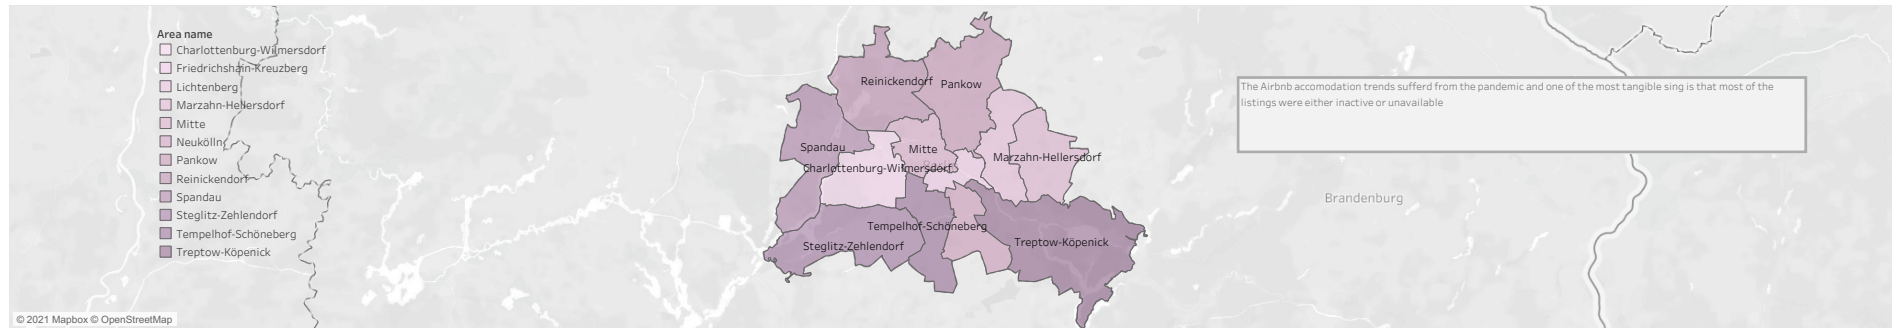 Area name
Charlottenburg-Wilmersdorf
Friedrichshain-Kreuzberg
Lichtenberg
Marzahn-Hellersdorf
Mitte
Neukölln
Pankow
Reinickendorf
Spandau
Steglitz-Zehlendorf
Tempelhof-Schöneberg
Treptow-Köpenick
Reinickendorf
Pankow
Spandau
Mitte
Marzahn-Hellersdorf
Berlin
Charlottenburg-Wilmersdorf
Tempelhof-Schöneberg
Steglitz-Zehlendorf
Treptow-Köpenick
The Airbnb accomodation trends sufferd from the pandemic and one of the most tangible sing is that most of the
listings were either inactive or unavailable
Brandenburg
© 2021 Mapbox © OpenStreetMap